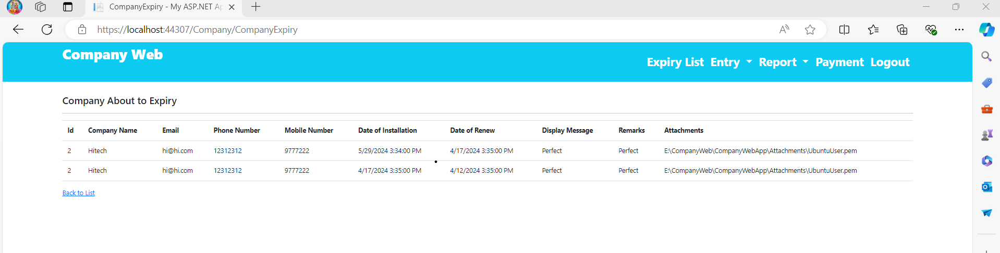 CompanyExpiry - My ASP.NET Ap
https://localhost:44307/Company/CompanyExpiry
Company Web
Expiry List Entry Report Payment Logout
Company About to Expiry
Id Company Name Email Phone Number Mobile Number Date of Installation Date of Renew Display Message Remarks Attachments
2 Hitech hi@hi.com 12312312 9777222 5/29/2024 3:34:00 PM 4/17/2024 3:35:00 PM Perfect Perfect E:\CompanyWeb\CompanyWebApp\Attachments\UbuntuUser.pem
2 Hitech hi@hi.com 12312312 9777222 4/17/2024 3:35:00 PM 4/12/2024 3:35:00 PM Perfect Perfect E:\CompanyWeb\CompanyWebApp\Attachments\UbuntuUser.pem
Back to List